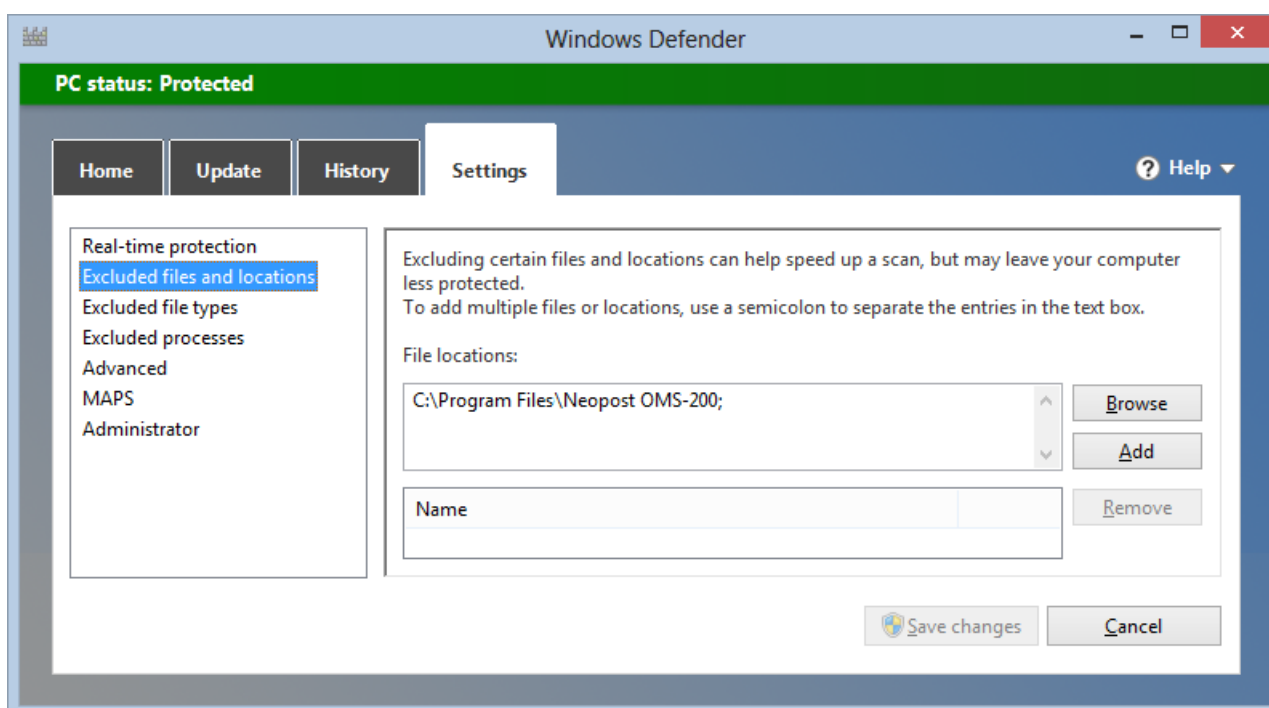 Windows Defender
PC status: Protected
Home
Update
History
Settings
Help
Real-time protection
Excluded files and locations
Excluded file types
Excluded processes
Advanced
MAPS
Administrator
Excluding certain files and locations can help speed up a scan, but may leave your computer
less protected.
To add multiple files or locations, use a semicolon to separate the entries in the text box.
File locations:
C:\Program Files\Neopost OMS-200;
Browse
Add
Name
Remove
Save changes
Cancel